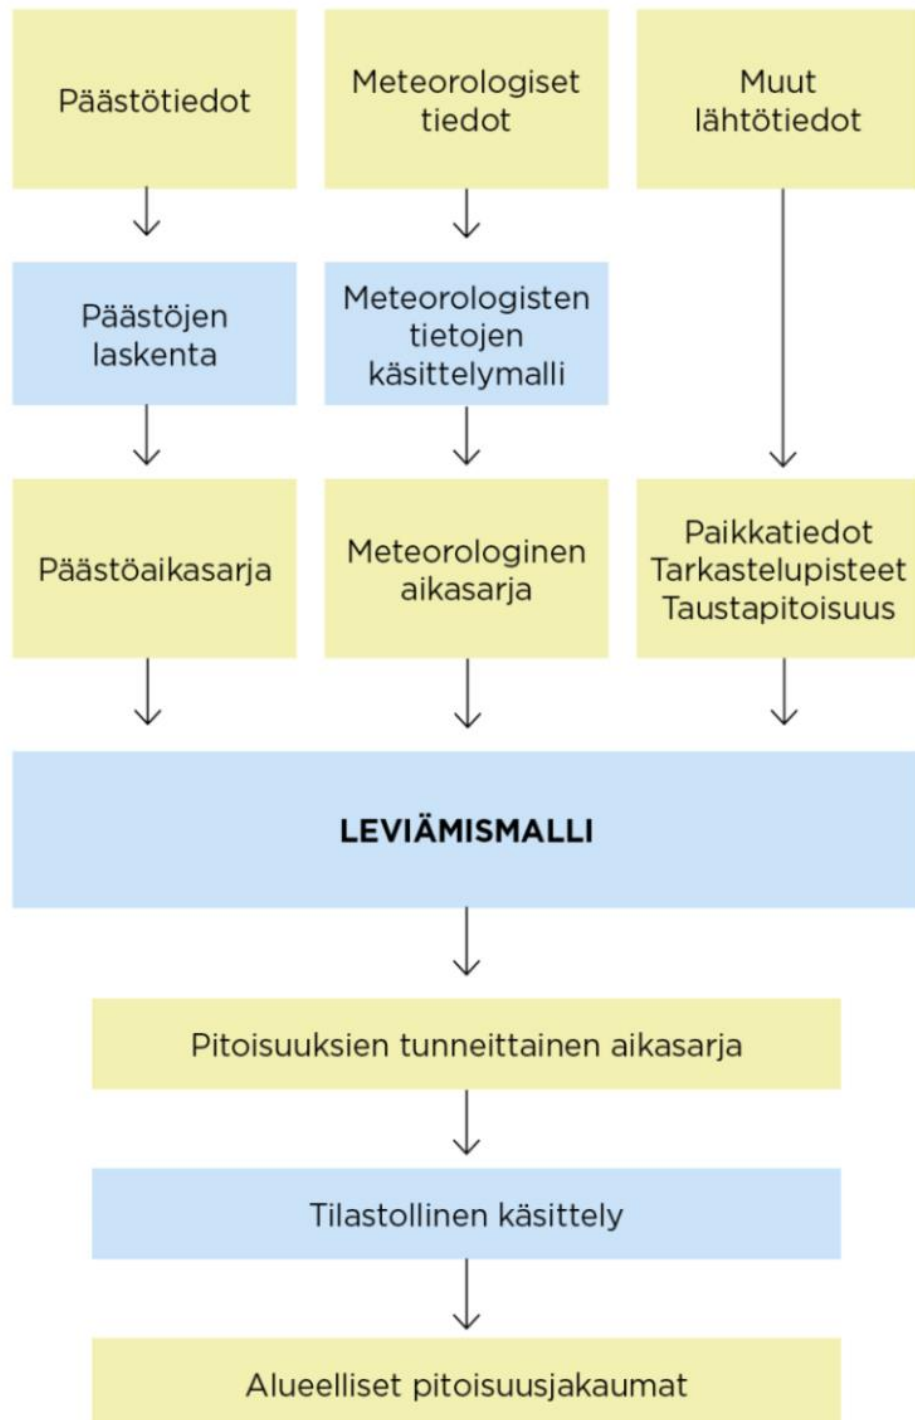 Päästötiedot
Meteorologiset
tiedot
Muut
lähtötiedot
Päästöjen
laskenta
Meteorologisten
tietojen
käsittelymalli
Päästöaikasarja
Meteorologinen
aikasarja
Paikkatiedot
Tarkastelupisteet
Taustapitoisuus
LEVIÄMISMALLI
Pitoisuuksien tunneittainen aikasarja
Tilastollinen käsittely
Alueelliset pitoisuusjakaumat